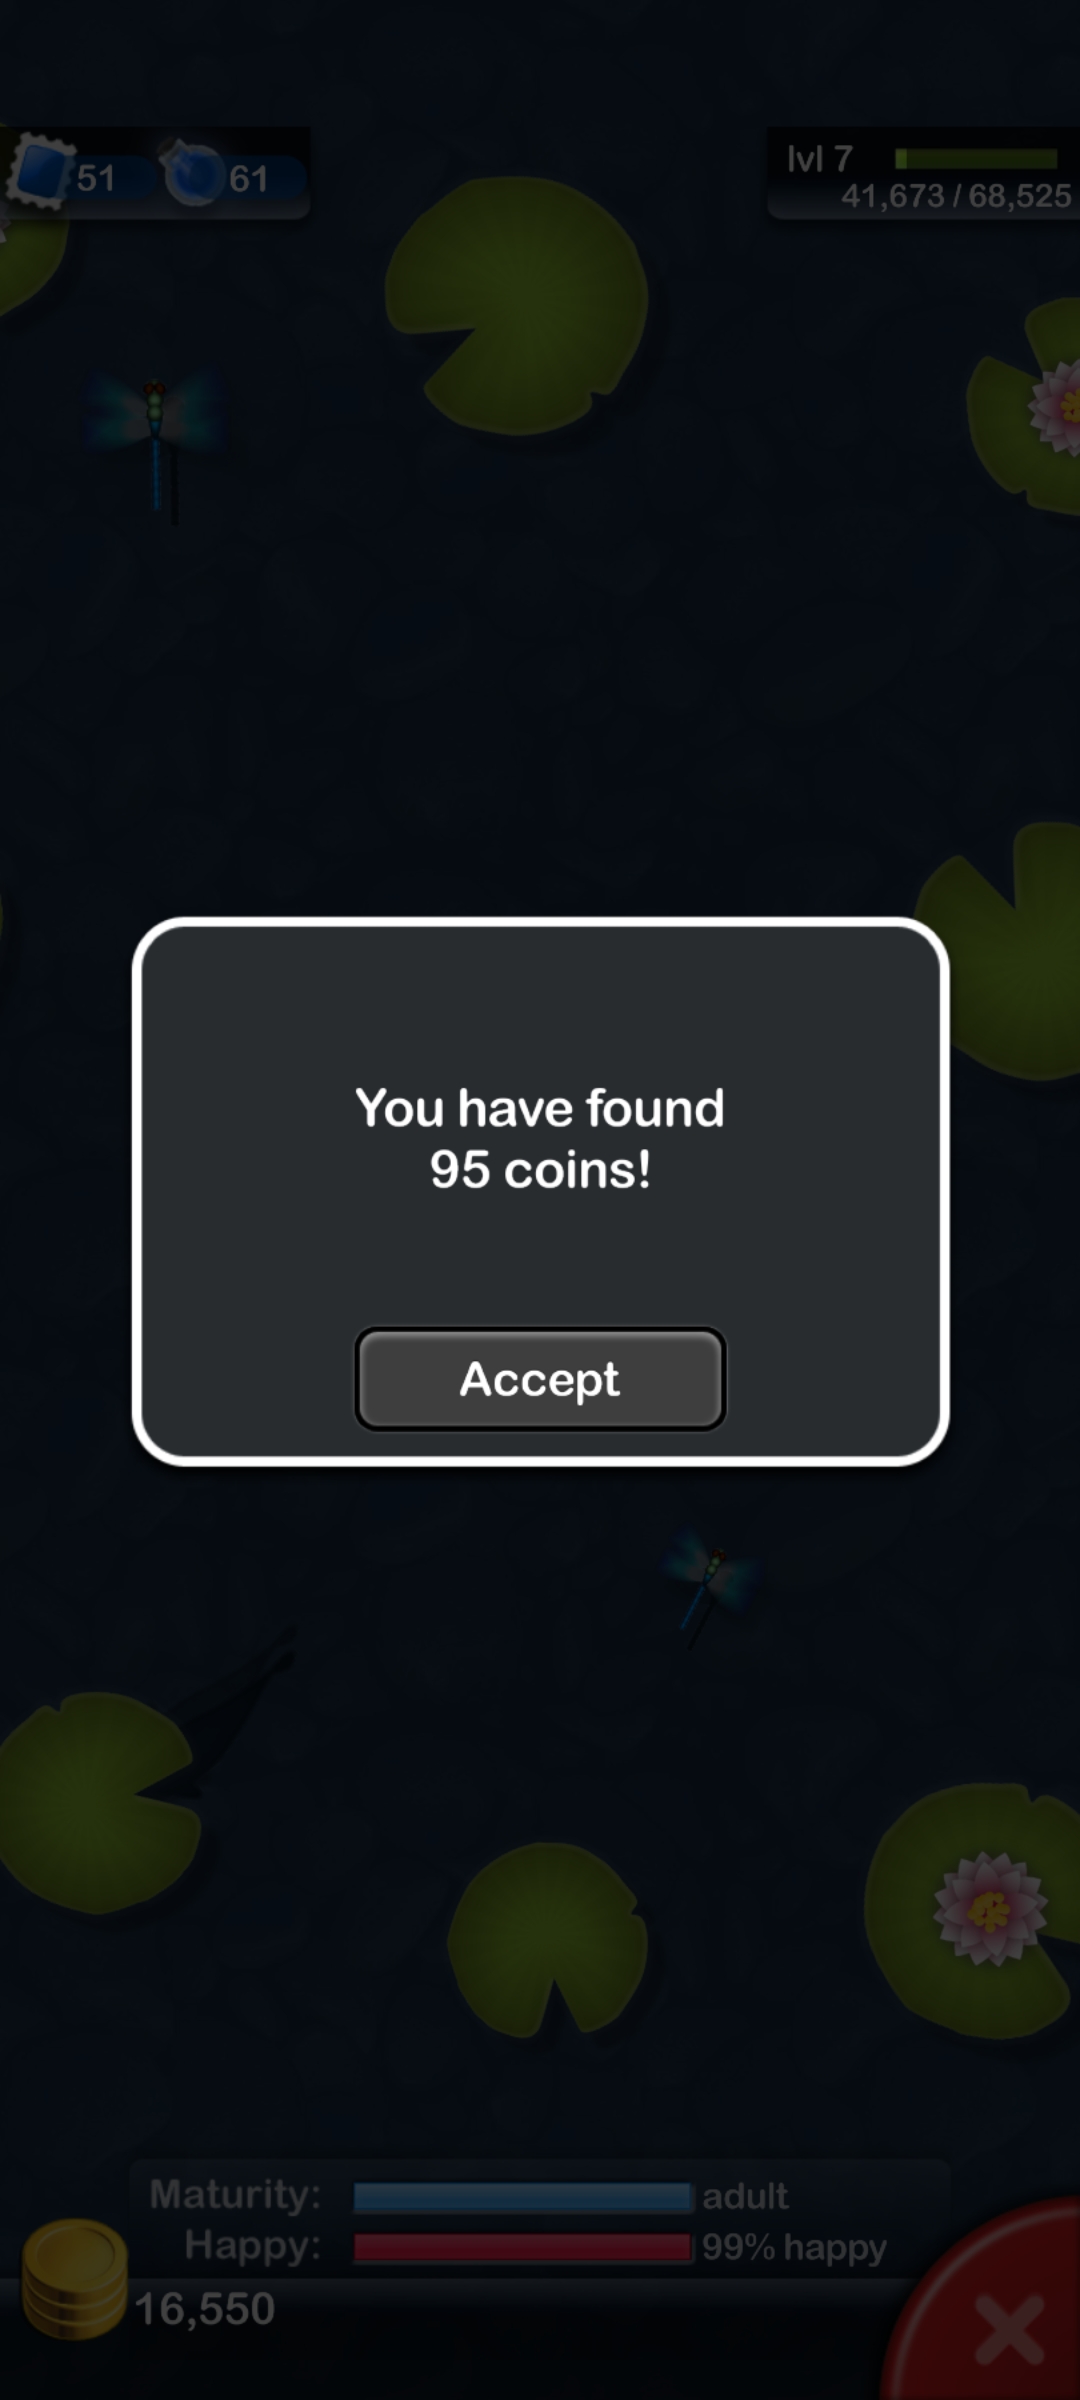 51 61
lvl 7
41,673 / 68,525
You have found
95 coins!
Accept
Maturity: adult
Happy: 99% happy
16,550